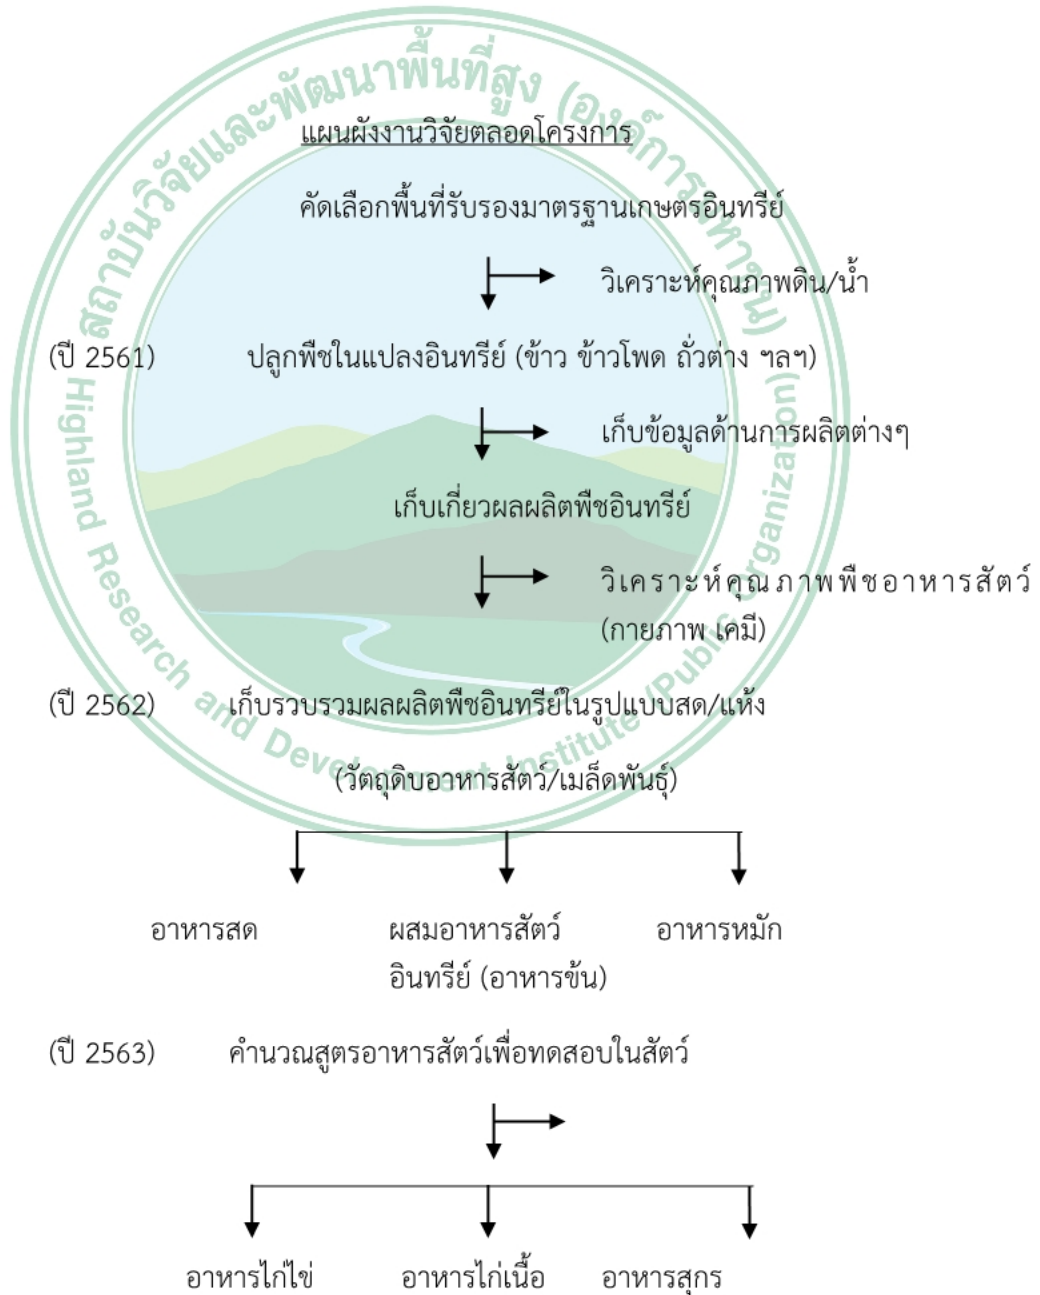 สถาบันวิจัยและพัฒนาพื้นที่สูง (องค์การมหาชน)
แผนผังงานวิจัยตลอดโครงการ
คัดเลือกพื้นที่รับรองมาตรฐานเกษตรอินทรีย์
วิเคราะห์คุณภาพดิน/น้ำ
(ปี 2561) ปลูกพืชในแปลงอินทรีย์ (ข้าว ข้าวโพด ถั่วต่าง ฯลฯ)
เก็บข้อมูลด้านการผลิตต่างๆ
เก็บเกี่ยวผลผลิตพืชอินทรีย์
วิเคราะห์คุณภาพพืชอาหารสัตว์
(กายภาพ เคมี)
(ปี 2562) เก็บรวบรวมผลผลิตพืชอินทรีย์ในรูปแบบสด/แห้ง
(วัตถุดิบอาหารสัตว์/เมล็ดพันธุ์)
Highland Research and Development Institute (Public Organization)
อาหารสด ผสมอาหารสัตว์ อาหารหมัก
อินทรีย์ (อาหารข้น)
(ปี 2563) คำนวณสูตรอาหารสัตว์เพื่อทดสอบในสัตว์
อาหารไก่ไข่ อาหารไก่เนื้อ อาหารสุกร